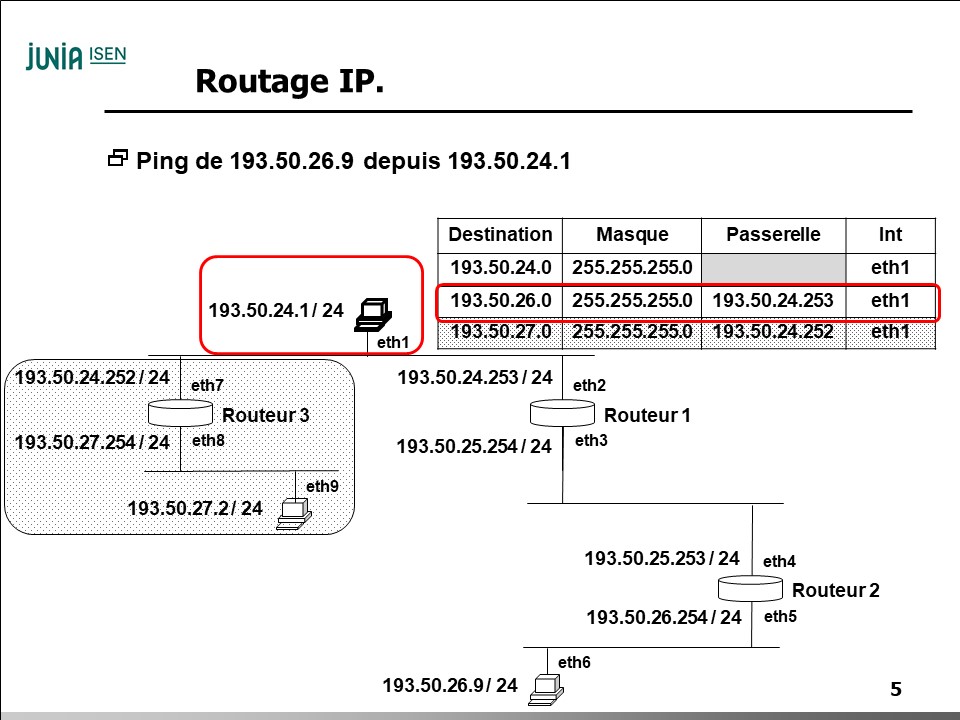 JUNIA ISEN
Routage IP.
Ping de 193.50.26.9 depuis 193.50.24.1
Destination Masque Passerelle Int
193.50.24.0 255.255.255.0 eth1
193.50.26.0 255.255.255.0 193.50.24.253 eth1
193.50.27.0 255.255.255.0 193.50.24.252 eth1
193.50.24.1 / 24
eth1
193.50.24.252 / 24
eth7
Routeur 3
193.50.27.254 / 24
eth8
eth9
193.50.27.2 / 24
193.50.24.253 / 24
eth2
Routeur 1
193.50.25.254 / 24
eth3
193.50.25.253 / 24
eth4
Routeur 2
193.50.26.254 / 24
eth5
eth6
193.50.26.9 / 24
5